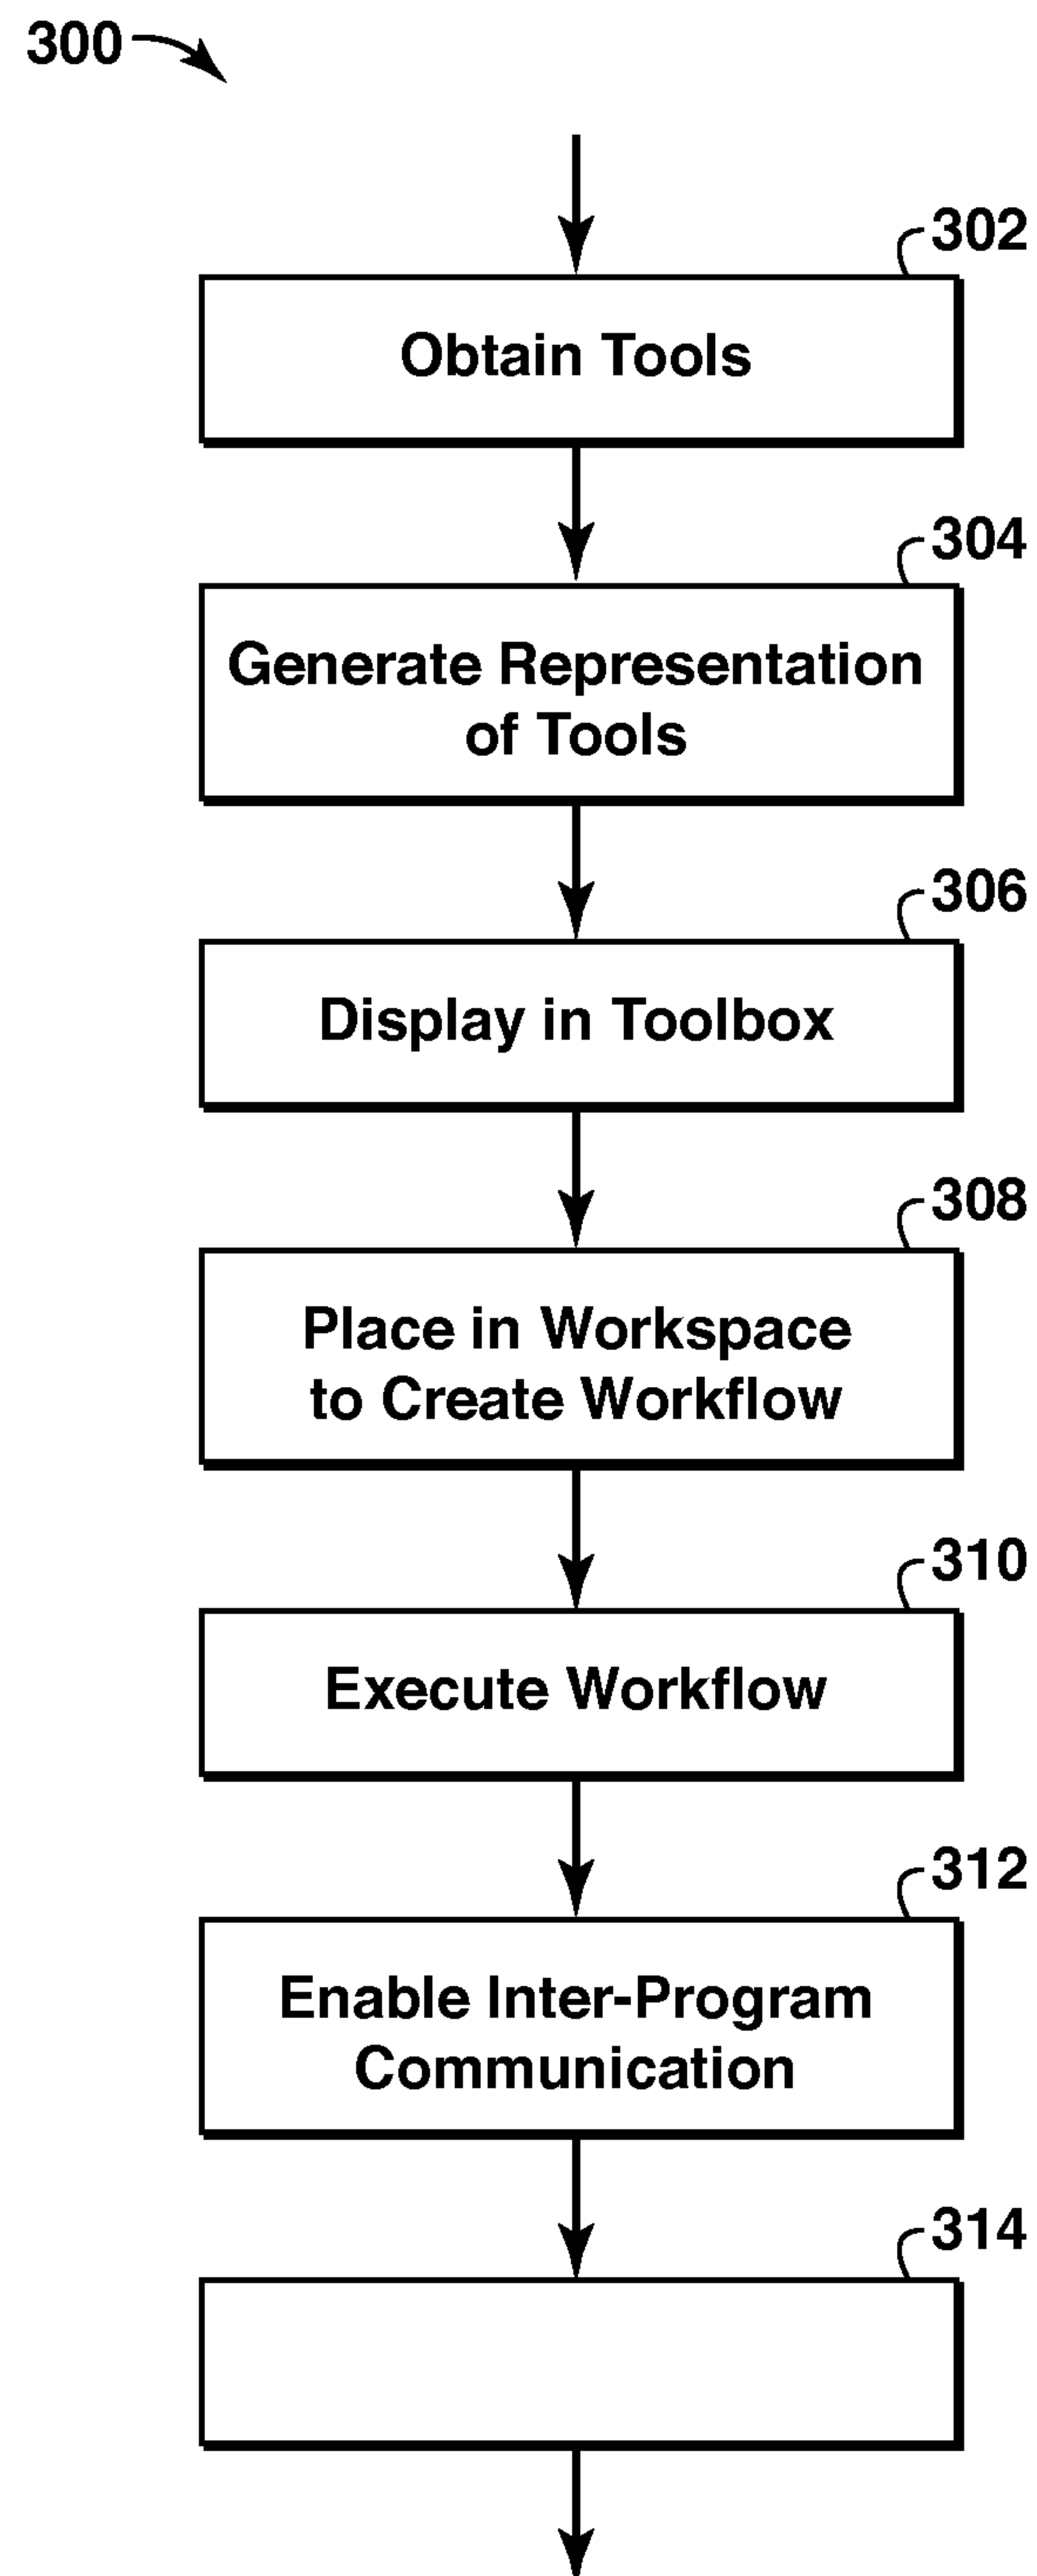 300
302
Obtain Tools
304
Generate Representation
of Tools
306
Display in Toolbox
308
Place in Workspace
to Create Workflow
310
Execute Workflow
312
Enable Inter-Program
Communication
314